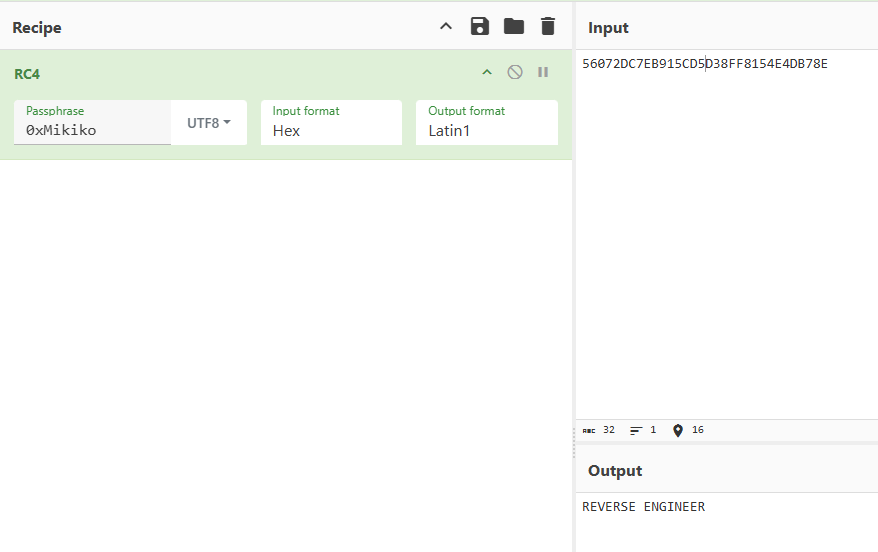 Recipe
RC4
Passphrase
0xMikiko
UTF8
Input format
Hex
Output format
Latin1
Input
56072DC7EB915CD5D38FF8154E4DB78E
ABC 32 1 16
Output
REVERSE ENGINEER